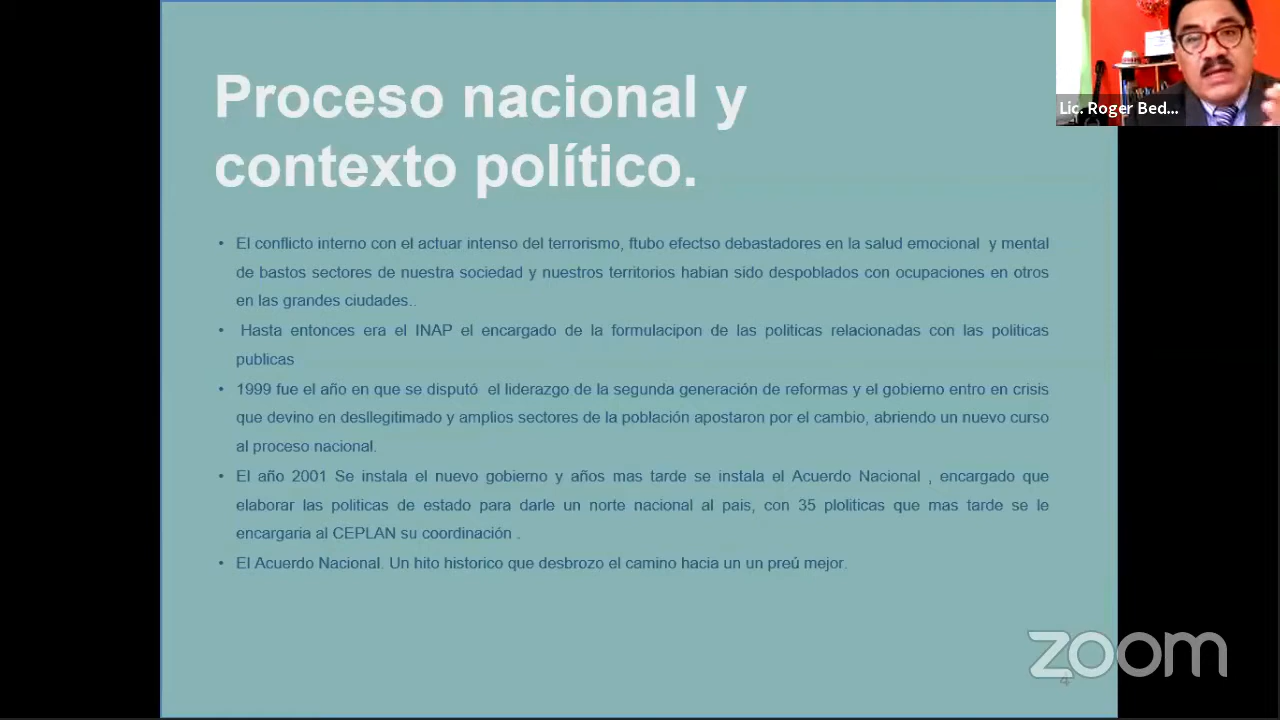 Proceso nacional y
contexto político.
Lic. Roger Bed...
• El conflicto interno con el actuar intenso del terrorismo, ftubo efectso debastadores en la salud emocional y mental
de bastos sectores de nuestra sociedad y nuestros territorios habian sido despoblados con ocupaciones en otros
en las grandes ciudades..
• Hasta entonces era el INAP el encargado de la formulacipon de las politicas relacionadas con las politicas
publicas
• 1999 fue el año en que se disputó el liderazgo de la segunda generación de reformas y el gobierno entro en crisis
que devino en desllegitimado y amplios sectores de la población apostaron por el cambio, abriendo un nuevo curso
al proceso nacional.
• El año 2001 Se instala el nuevo gobierno y años mas tarde se instala el Acuerdo Nacional , encargado que
elaborar las politicas de estado para darle un norte nacional al pais, con 35 ploliticas que mas tarde se le
encargaria al CEPLAN su coordinación .
• El Acuerdo Nacional. Un hito historico que desbrozo el camino hacia un un preú mejor.
zoom
4